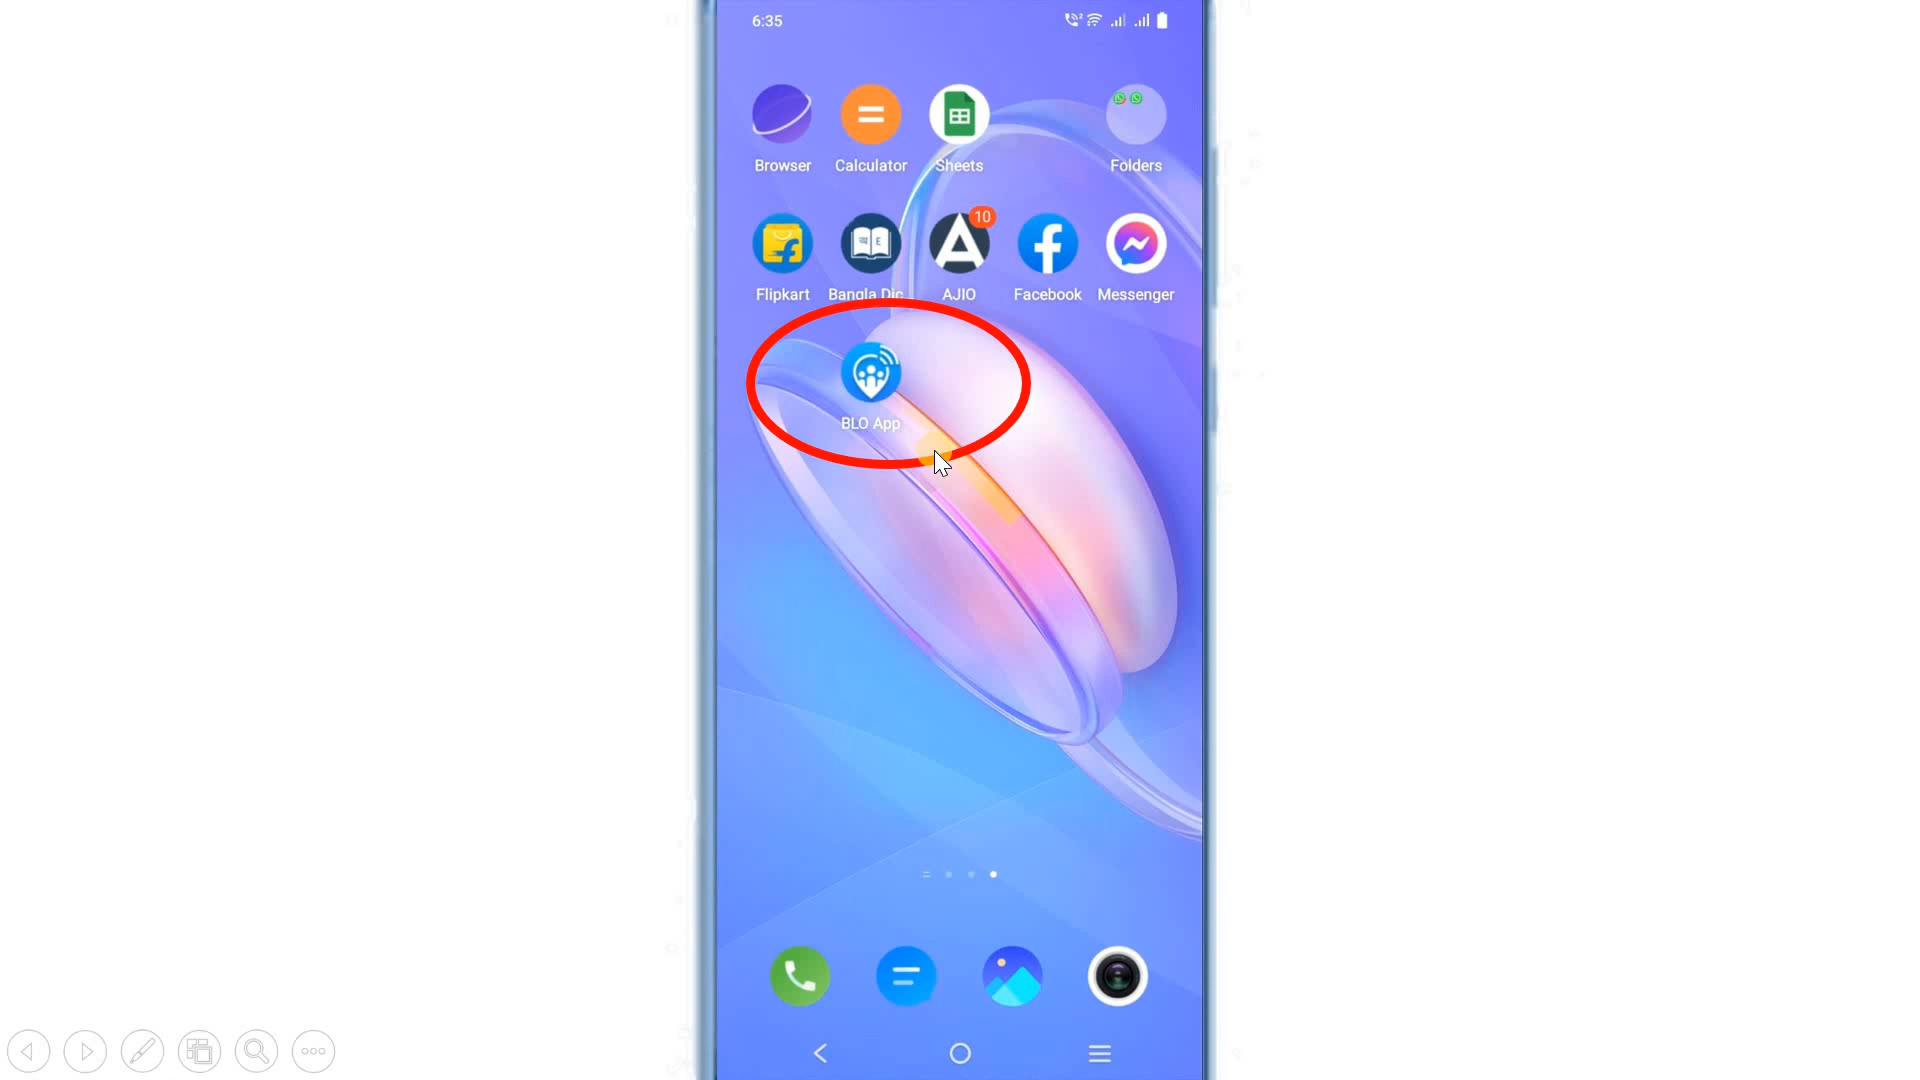 6:35
Browser
Calculator
Sheets
Folders
10
Flipkart
Bangla Dic
AJIO
Facebook
Messenger
BLO App